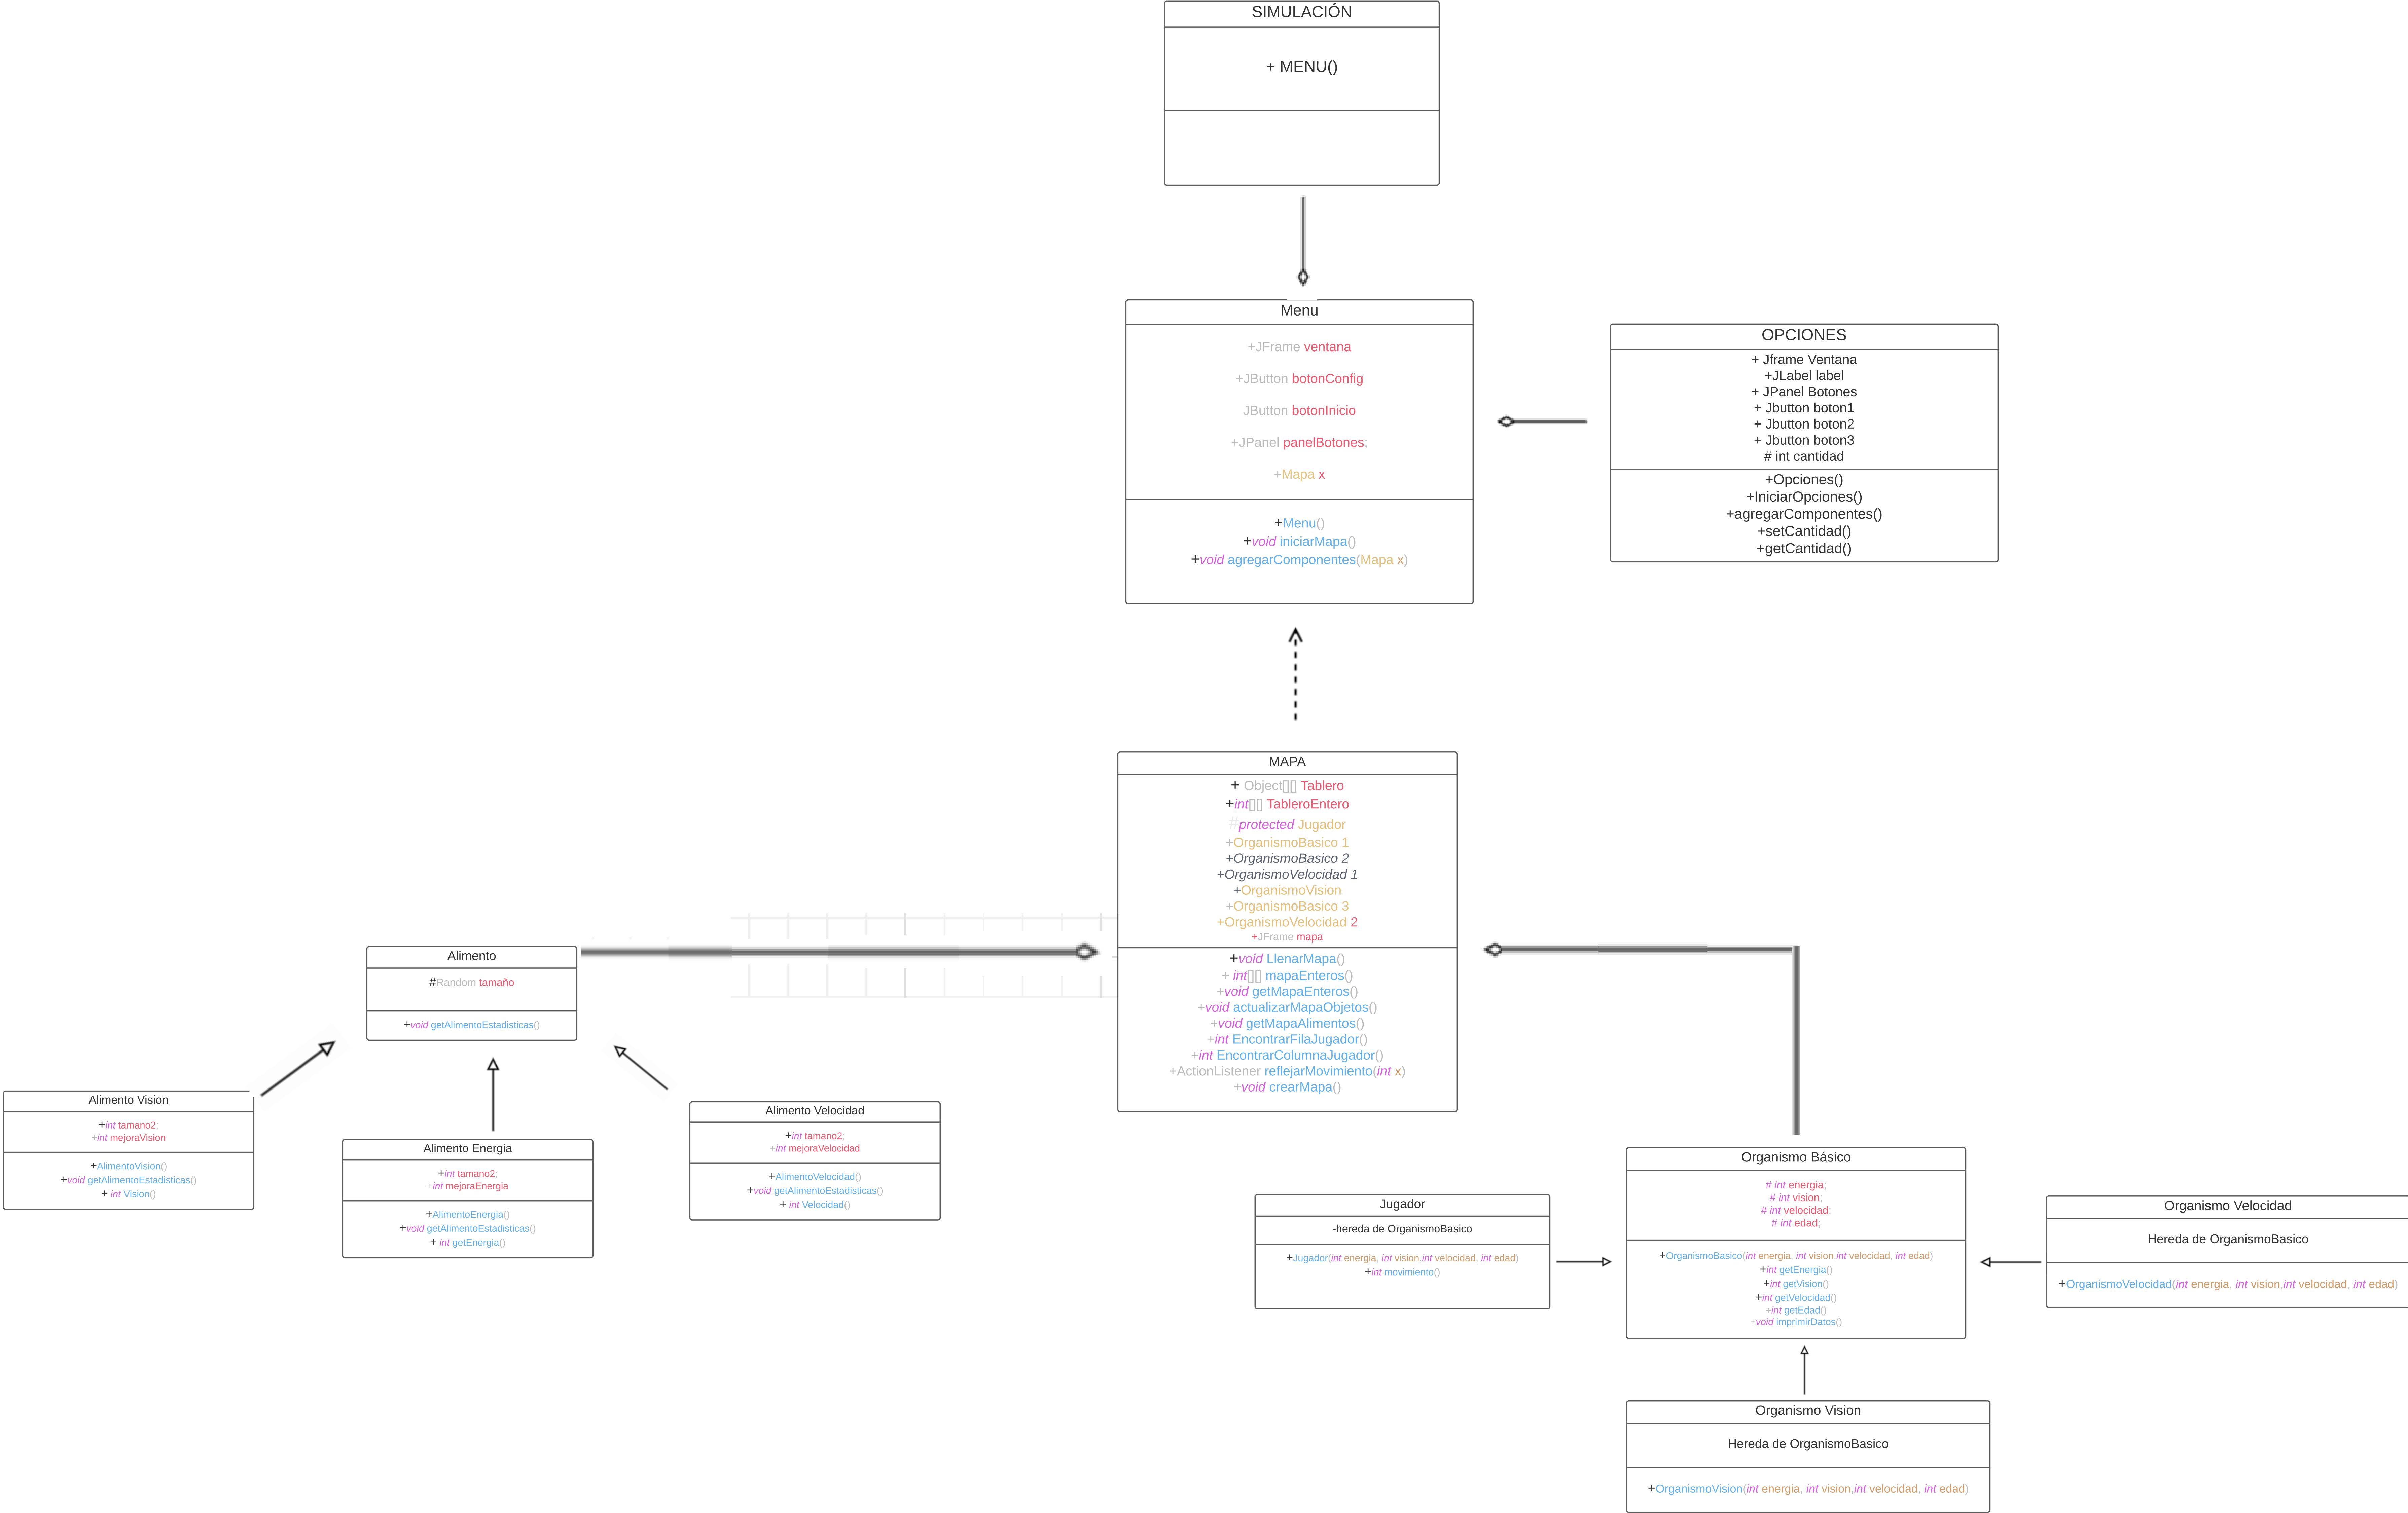 SIMULACIÓN
+ MENU()
Menu
+JFrame ventana
+JButton botonConfig
JButton botonInicio
+JPanel panelBotones;
+Mapa x
+Menu()
+void iniciarMapa()
+void agregarComponentes(Mapa x)
OPCIONES
+ Jframe Ventana
+JLabel label
+ JPanel Botones
+ Jbutton boton1
+ Jbutton boton2
+ Jbutton boton3
# int cantidad
+Opciones()
+IniciarOpciones()
+agregarComponentes()
+setCantidad()
+getCantidad()
MAPA
+ Object[][] Tablero
+int[][] TableroEntero
#protected Jugador
+OrganismoBasico 1
+OrganismoBasico 2
+OrganismoVelocidad 1
+OrganismoVision
+OrganismoBasico 3
+OrganismoVelocidad 2
+JFrame mapa
+void LlenarMapa()
+ int[][] mapaEnteros()
+void getMapaEnteros()
+void actualizarMapaObjetos()
+void getMapaAlimentos()
+int EncontrarFilaJugador()
+int EncontrarColumnaJugador()
+ActionListener reflejarMovimiento(int x)
+void crearMapa()
Alimento
#Random tamaño
+void getAlimentoEstadisticas()
Alimento Vision
+int tamano2;
+int mejoraVision
+AlimentoVision()
+void getAlimentoEstadisticas()
+ int Vision()
Alimento Energia
+int tamano2;
+int mejoraEnergia
+AlimentoEnergia()
+void getAlimentoEstadisticas()
+ int getEnergia()
Alimento Velocidad
+int tamano2;
+int mejoraVelocidad
+AlimentoVelocidad()
+void getAlimentoEstadisticas()
+ int Velocidad()
Jugador
-hereda de OrganismoBasico
+Jugador(int energia, int vision,int velocidad, int edad)
+int movimiento()
Organismo Básico
# int energia;
# int vision;
# int velocidad;
# int edad;
+OrganismoBasico(int energia, int vision,int velocidad, int edad)
+int getEnergia()
+int getVision()
+int getVelocidad()
+int getEdad()
+void imprimirDatos()
Organismo Velocidad
Hereda de OrganismoBasico
+OrganismoVelocidad(int energia, int vision,int velocidad, int edad)
Organismo Vision
Hereda de OrganismoBasico
+OrganismoVision(int energia, int vision,int velocidad, int edad)